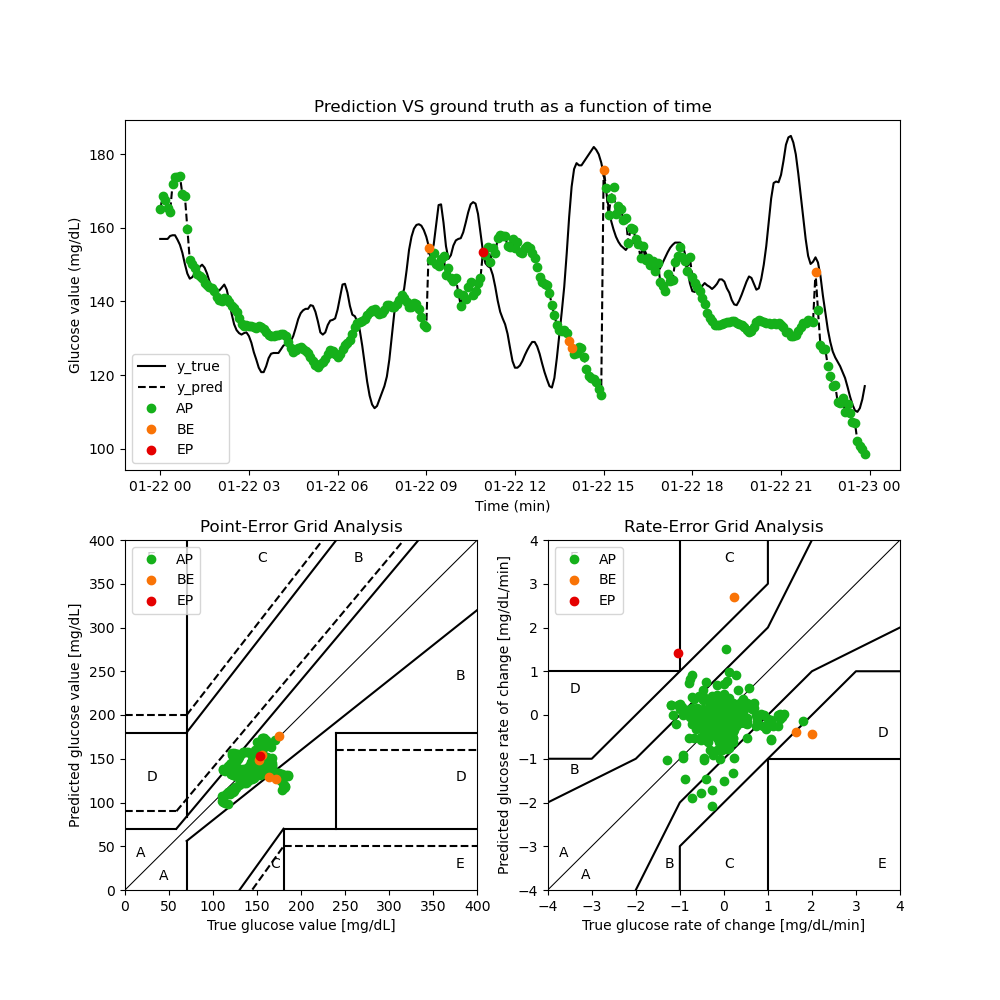 Prediction VS ground truth as a function of time
Glucose value (mg/dL)
180
160
140
120
100
y_true
y_pred
AP
BE
EP
01-22 00 01-22 03 01-22 06 01-22 09 01-22 12 01-22 15 01-22 18 01-22 21 01-23 00
Time (min)
Point-Error Grid Analysis
Predicted glucose value [mg/dL]
400
350
300
250
200
150
100
50
0
AP
BE
EP
C
B
B
D
D
A
A
C
E
0 50 100 150 200 250 300 350 400
True glucose value [mg/dL]
Rate-Error Grid Analysis
Predicted glucose rate of change [mg/dL/min]
4
3
2
1
0
−1
−2
−3
−4
AP
BE
EP
C
D
D
B
A
A
B
C
E
−4 −3 −2 −1 0 1 2 3 4
True glucose rate of change [mg/dL/min]